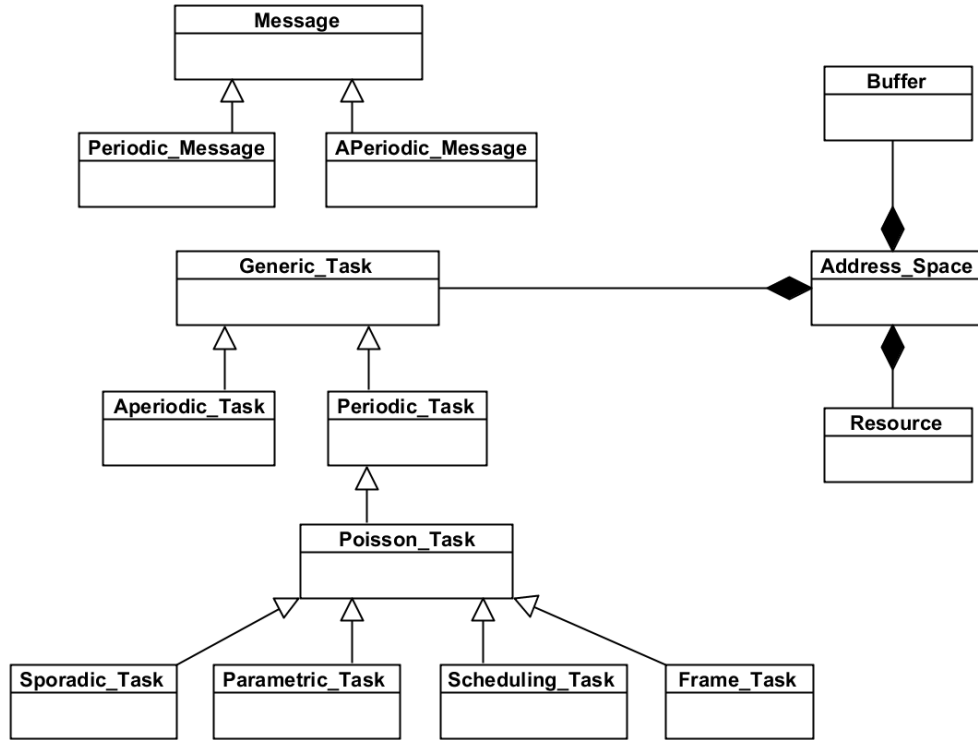 Message
Buffer
Periodic_Message
APeriodic_Message
Generic_Task
Address_Space
Aperiodic_Task
Periodic_Task
Resource
Poisson_Task
Sporadic_Task
Parametric_Task
Scheduling_Task
Frame_Task